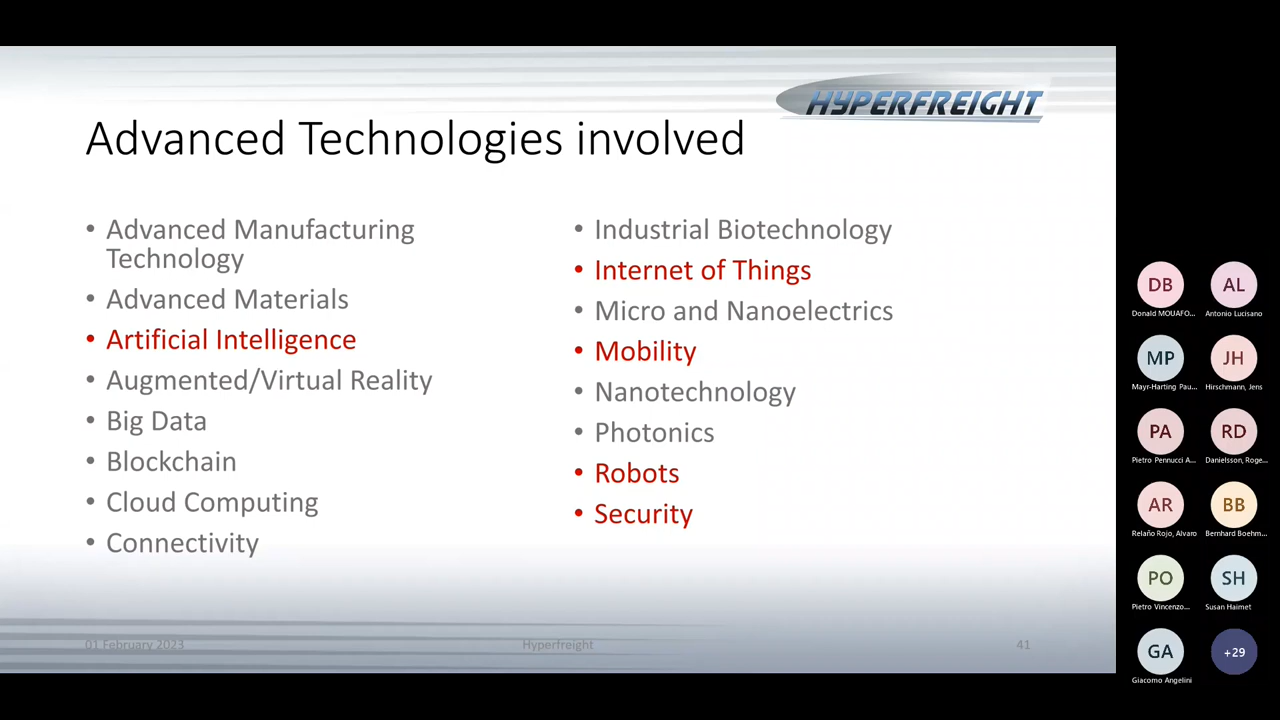 HYPERFREIGHT
Advanced Technologies involved
• Advanced Manufacturing
Technology
• Advanced Materials
• Artificial Intelligence
• Augmented/Virtual Reality
• Big Data
• Blockchain
• Cloud Computing
• Connectivity
• Industrial Biotechnology
• Internet of Things
• Micro and Nanoelectrics
• Mobility
• Nanotechnology
• Photonics
• Robots
• Security
01 February 2023
Hyperfreight
41
DB
AL
Donald MOUAFO...
Antonio Lucisano
MP
JH
Mayr-Harting Pau...
Hirschmann, Jens
PA
RD
Pietro Pennucci A...
Danielsson, Roge...
AR
BB
Relaño Rojo, Alvaro
Bernhard Boehm...
PO
SH
Pietro Vincenzo...
Susan Haimet
GA
+29
Giacomo Angelini